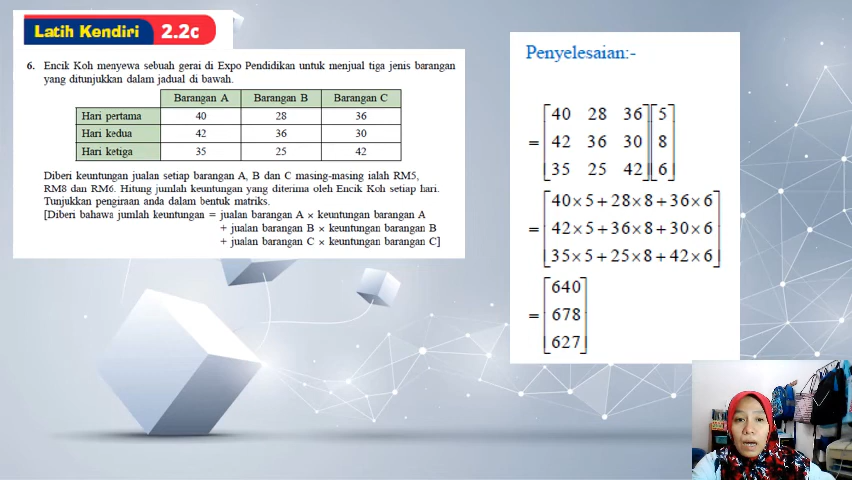 Latih Kendiri 2.2c
6. Encik Koh menyewa sebuah gerai di Expo Pendidikan untuk menjual tiga jenis barangan
yang ditunjukkan dalam jadual di bawah.
Barangan A Barangan B Barangan C
Hari pertama 40 28 36
Hari kedua 42 36 30
Hari ketiga 35 25 42
Diberi keuntungan jualan setiap barangan A, B dan C masing-masing ialah RM5,
RM8 dan RM6. Hitung jumlah keuntungan yang diterima oleh Encik Koh setiap hari.
Tunjukkan pengiraan anda dalam bentuk matriks.
[Diberi bahawa jumlah keuntungan = jualan barangan A × keuntungan barangan A
+ jualan barangan B × keuntungan barangan B
+ jualan barangan C × keuntungan barangan C]
Penyelesaian:-
[40 28 36] [5]
= [42 36 30] [8]
[35 25 42] [6]
[40×5+28×8+36×6]
= [42×5+36×8+30×6]
[35×5+25×8+42×6]
[640]
= [678]
[627]